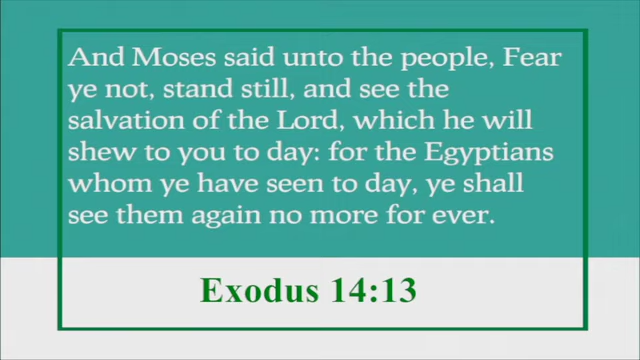 And Moses said unto the people, Fear
ye not, stand still, and see the
salvation of the Lord, which he will
shew to you to day: for the Egyptians
whom ye have seen to day, ye shall
see them again no more for ever.
Exodus 14:13